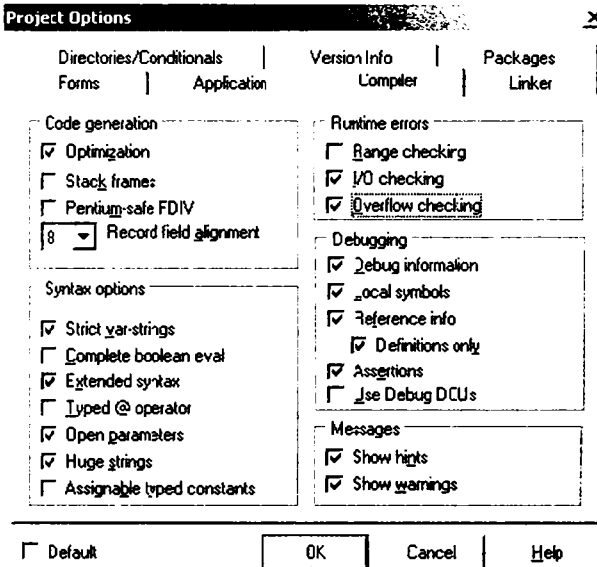 Project Options
Directories/Conditionals
Version Info
Packages
Forms
Application
Compiler
Linker
Code generation
Optimization
Stack frames
Pentium-safe FDIV
8
Record field alignment
Syntax options
Strict var-strings
Complete boolean eval
Extended syntax
Typed @ operator
Open parameters
Huge strings
Assignable typed constants
Runtime errors
Range checking
I/O checking
Overflow checking
Debugging
Debug information
Local symbols
Reference info
Definitions only
Assertions
Use Debug DCUs
Messages
Show hints
Show warnings
Default
OK
Cancel
Help